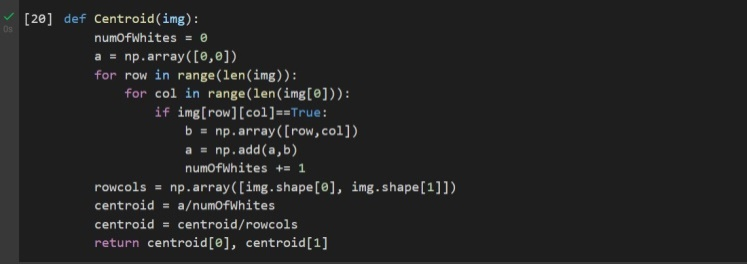 [20] def Centroid(img):
numOfWhites = 0
a = np.array([0,0])
for row in range(len(img)):
for col in range(len(img[0])):
if img[row][col]==True:
b = np.array([row,col])
a = np.add(a,b)
numOfWhites += 1
rowcols = np.array([img.shape[0], img.shape[1]])
centroid = a/numOfWhites
centroid = centroid/rowcols
return centroid[0], centroid[1]
0s